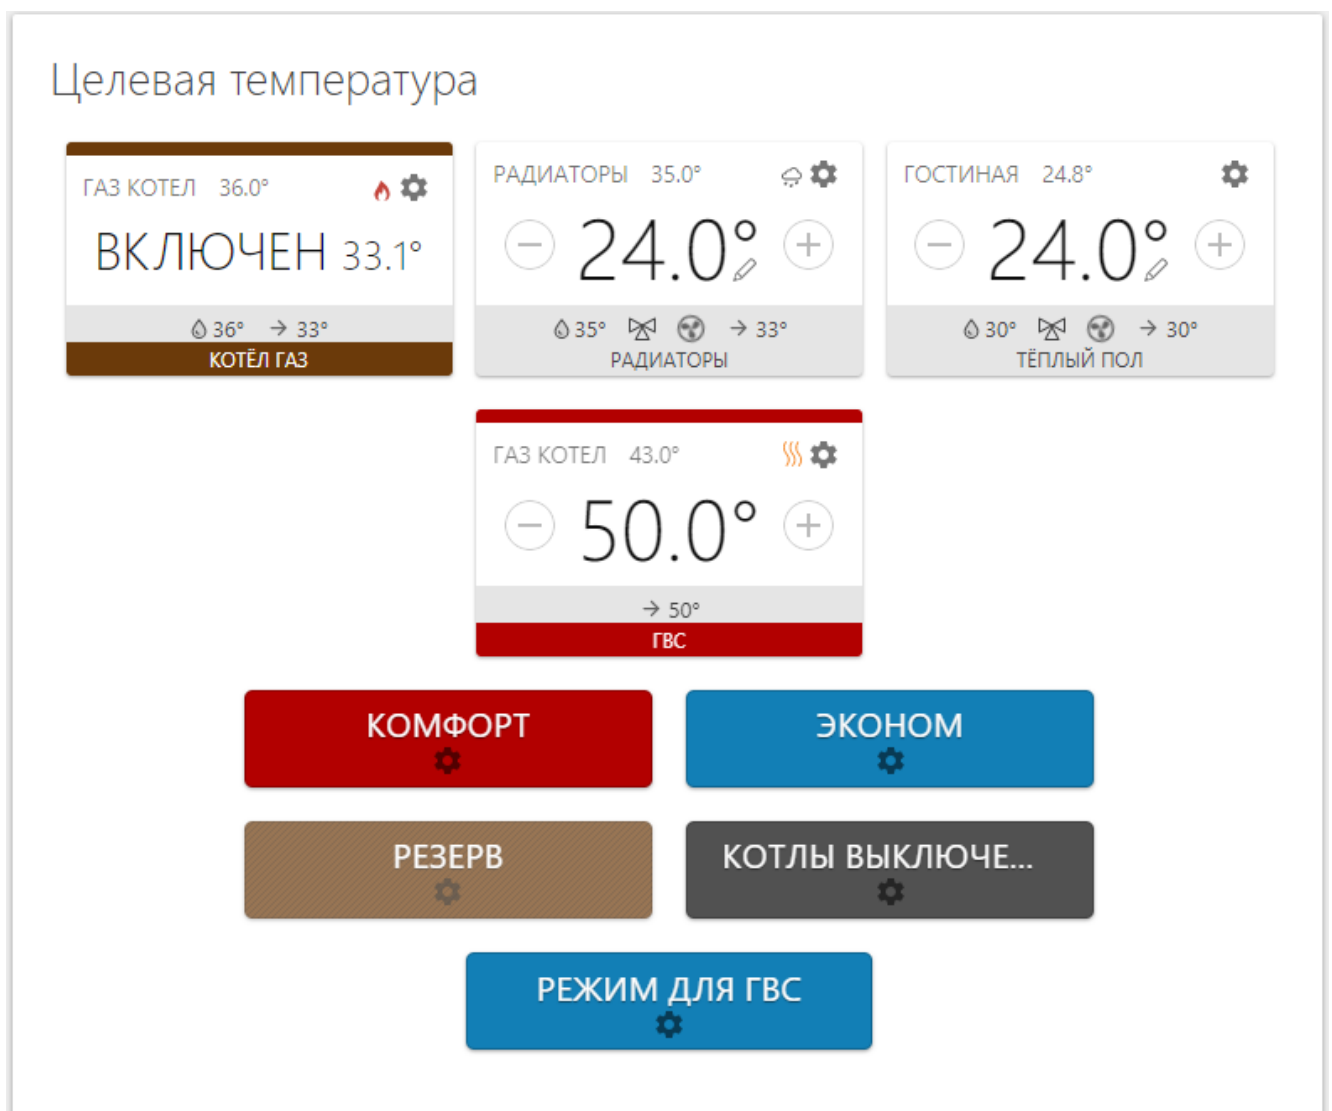 Целевая температура
ГАЗ КОТЕЛ 36.0°
ВКЛЮЧЕН 33.1°
36° → 33°
КОТЁЛ ГАЗ
РАДИАТОРЫ 35.0°
24.0°
35° → 33°
РАДИАТОРЫ
ГОСТИНАЯ 24.8°
24.0°
30° → 30°
ТЁПЛЫЙ ПОЛ
ГАЗ КОТЕЛ 43.0°
50.0°
→ 50°
ГВС
КОМФОРТ
ЭКОНОМ
РЕЗЕРВ
КОТЛЫ ВЫКЛЮЧЕ...
РЕЖИМ ДЛЯ ГВС